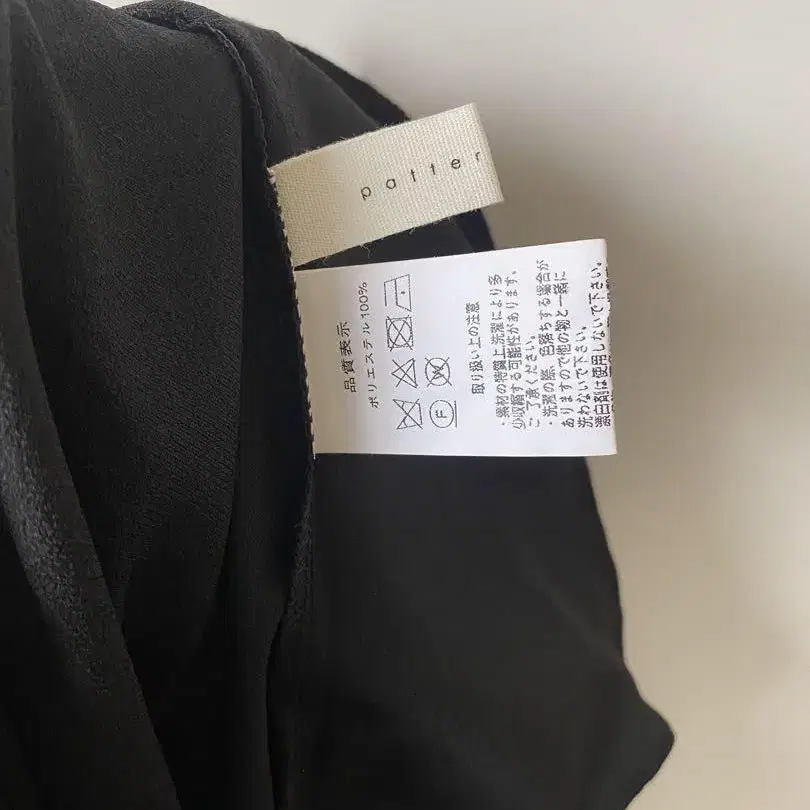 patter
品質表示
ポリエステル 100%
F
W
取り扱い上の注意
・素材の特質上、洗濯により多
少収縮する可能性があります。
ご了承ください。
・洗濯の際、色落ちする場合が
ありますので他の物と一緒に
洗わないで下さい。
漂白剤は使用しないで下さい。